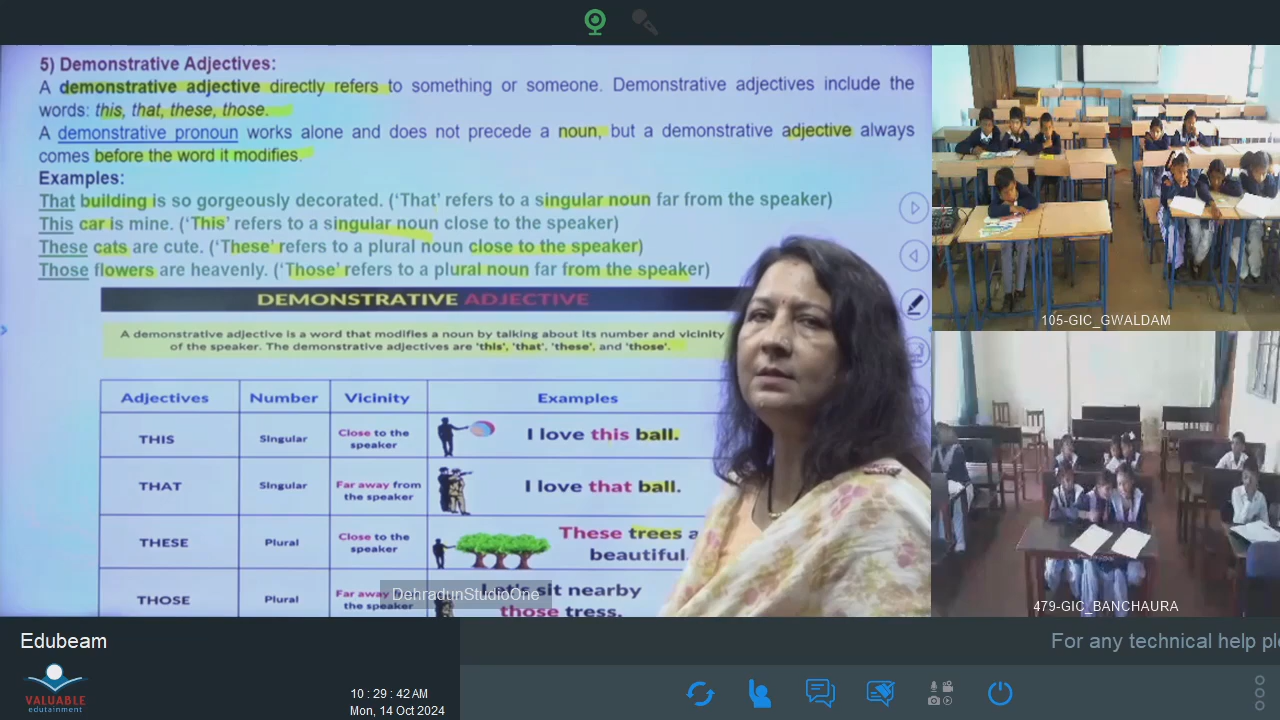 5) Demonstrative Adjectives:
A demonstrative adjective directly refers to something or someone. Demonstrative adjectives include the
words: this, that, these, those.
A demonstrative pronoun works alone and does not precede a noun, but a demonstrative adjective always
comes before the word it modifies.
Examples:
That building is so gorgeously decorated. (‘That’ refers to a singular noun far from the speaker)
This car is mine. (‘This’ refers to a singular noun close to the speaker)
These cats are cute. (‘These’ refers to a plural noun close to the speaker)
Those flowers are heavenly. (‘Those’ refers to a plural noun far from the speaker)
DEMONSTRATIVE ADJECTIVE
A demonstrative adjective is a word that modifies a noun by talking about its number and vicinity
of the speaker. The demonstrative adjectives are 'this', 'that', 'these', and 'those'.
Adjectives Number Vicinity Examples
THIS Singular Close to the speaker I love this ball.
THAT Singular Far away from the speaker I love that ball.
THESE Plural Close to the speaker These trees a
beautiful.
THOSE Plural Far away the speaker Let's sit nearby
those tress.
DehradunStudioOne
105-GIC_GWALDAM
479-GIC_BANCHAURA
Edubeam
For any technical help ple
VALUABLE
edutainment
10 : 29 : 42 AM
Mon, 14 Oct 2024